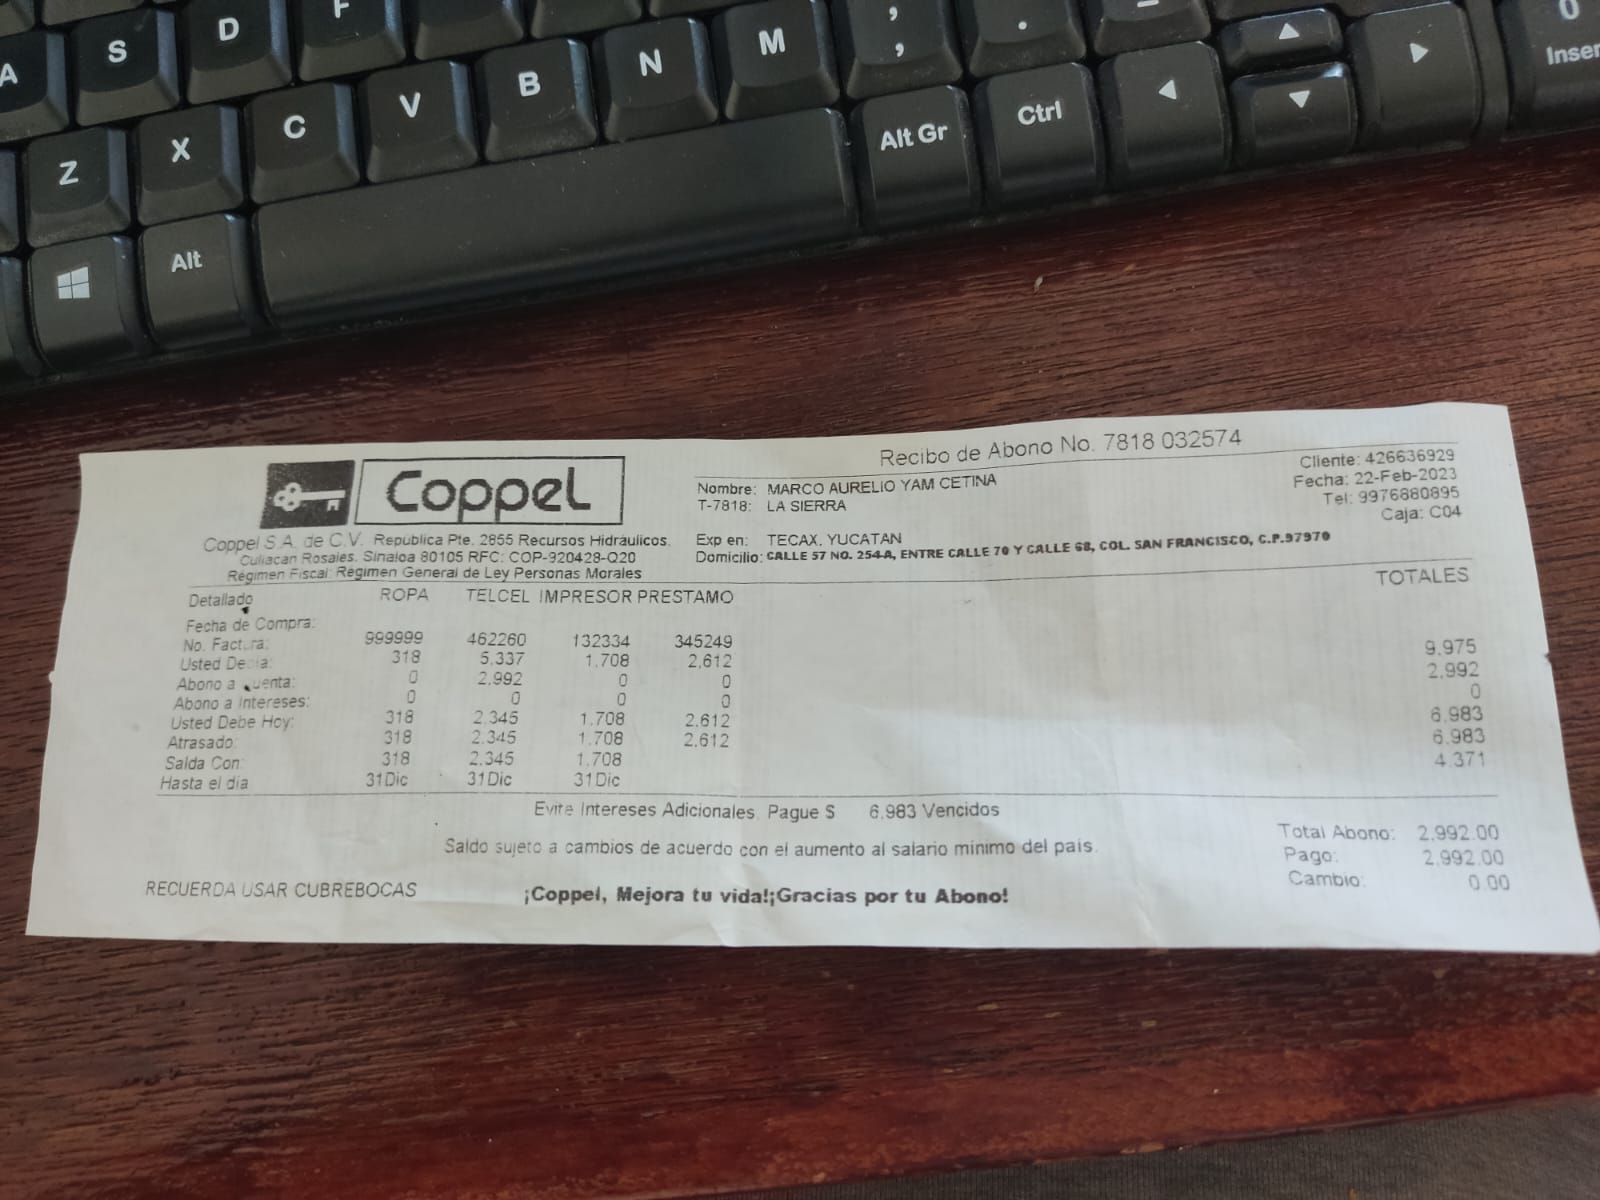 A S D F
Z X C V B N M ; , .
Alt Alt Gr Ctrl
0
Inser
Recibo de Abono No. 7818 032574
Coppel
Nombre: MARCO AURELIO YAM CETINA
T-7818: LA SIERRA
Cliente: 426636929
Fecha: 22-Feb-2023
Tel: 9976880895
Caja: C04
Coppel S.A. de C.V. Republica Pte. 2855 Recursos Hidráulicos.
Culiacan Rosales. Sinaloa 80105 RFC: COP-920428-Q20
Régimen Fiscal: Régimen General de Ley Personas Morales
Exp en: TECAX, YUCATAN
Domicilio: CALLE 57 NO. 254-A, ENTRE CALLE 70 Y CALLE 68, COL. SAN FRANCISCO, C.P.97970
Detallado ROPA TELCEL IMPRESOR PRESTAMO TOTALES
Fecha de Compra:
No. Factura: 999999 462260 132334 345249
Usted Debia: 318 5.337 1.708 2,612 9.975
Abono a Cuenta: 0 2.992 0 0 2.992
Abono a Intereses: 0 0 0 0 0
Usted Debe Hoy: 318 2.345 1.708 2.612 6.983
Atrasado: 318 2.345 1.708 2.612 6.983
Salda Con: 318 2.345 1.708 4.371
Hasta el dia 31Dic 31Dic 31Dic
Evite Intereses Adicionales. Pague $ 6.983 Vencidos
Saldo sujeto a cambios de acuerdo con el aumento al salario minimo del país.
Total Abono: 2,992.00
Pago: 2,992.00
Cambio: 0.00
RECUERDA USAR CUBREBOCAS
¡Coppel, Mejora tu vida!¡Gracias por tu Abono!